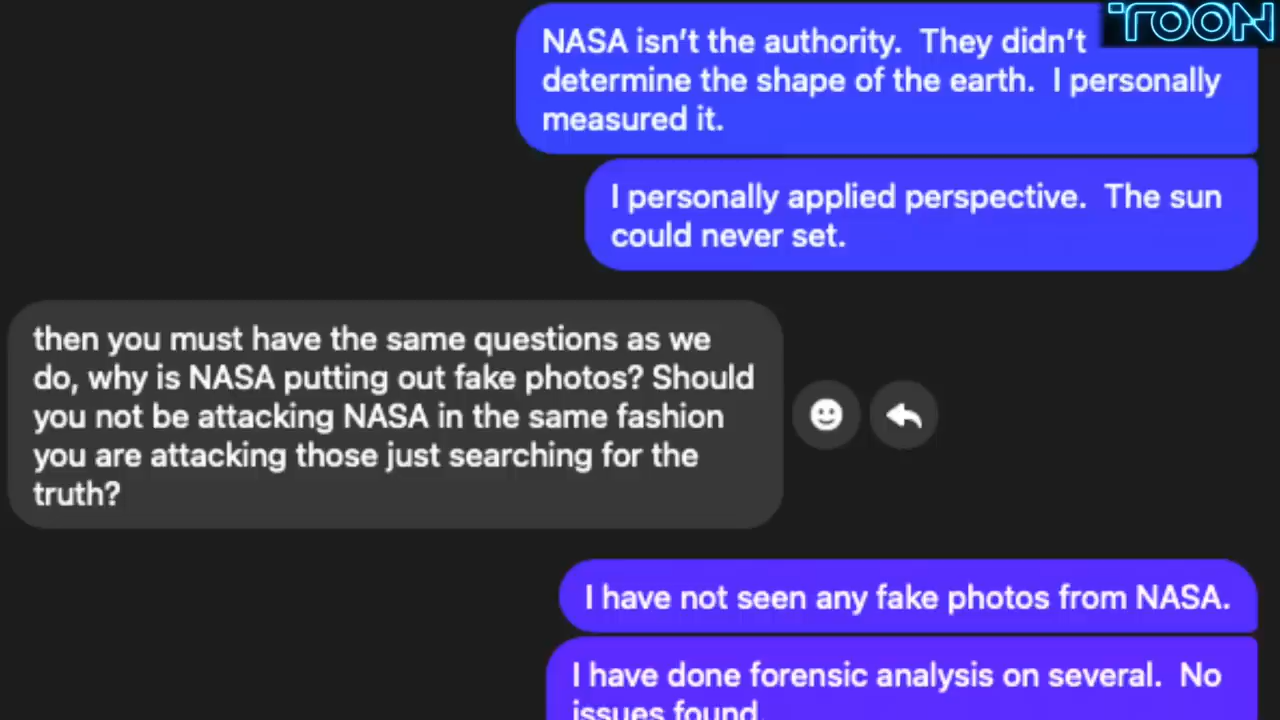 TOON
NASA isn’t the authority.  They didn’t
determine the shape of the earth.  I personally
measured it.
I personally applied perspective.  The sun
could never set.
then you must have the same questions as we
do, why is NASA putting out fake photos? Should
you not be attacking NASA in the same fashion
you are attacking those just searching for the
truth?
I have not seen any fake photos from NASA.
I have done forensic analysis on several.  No
issues found.